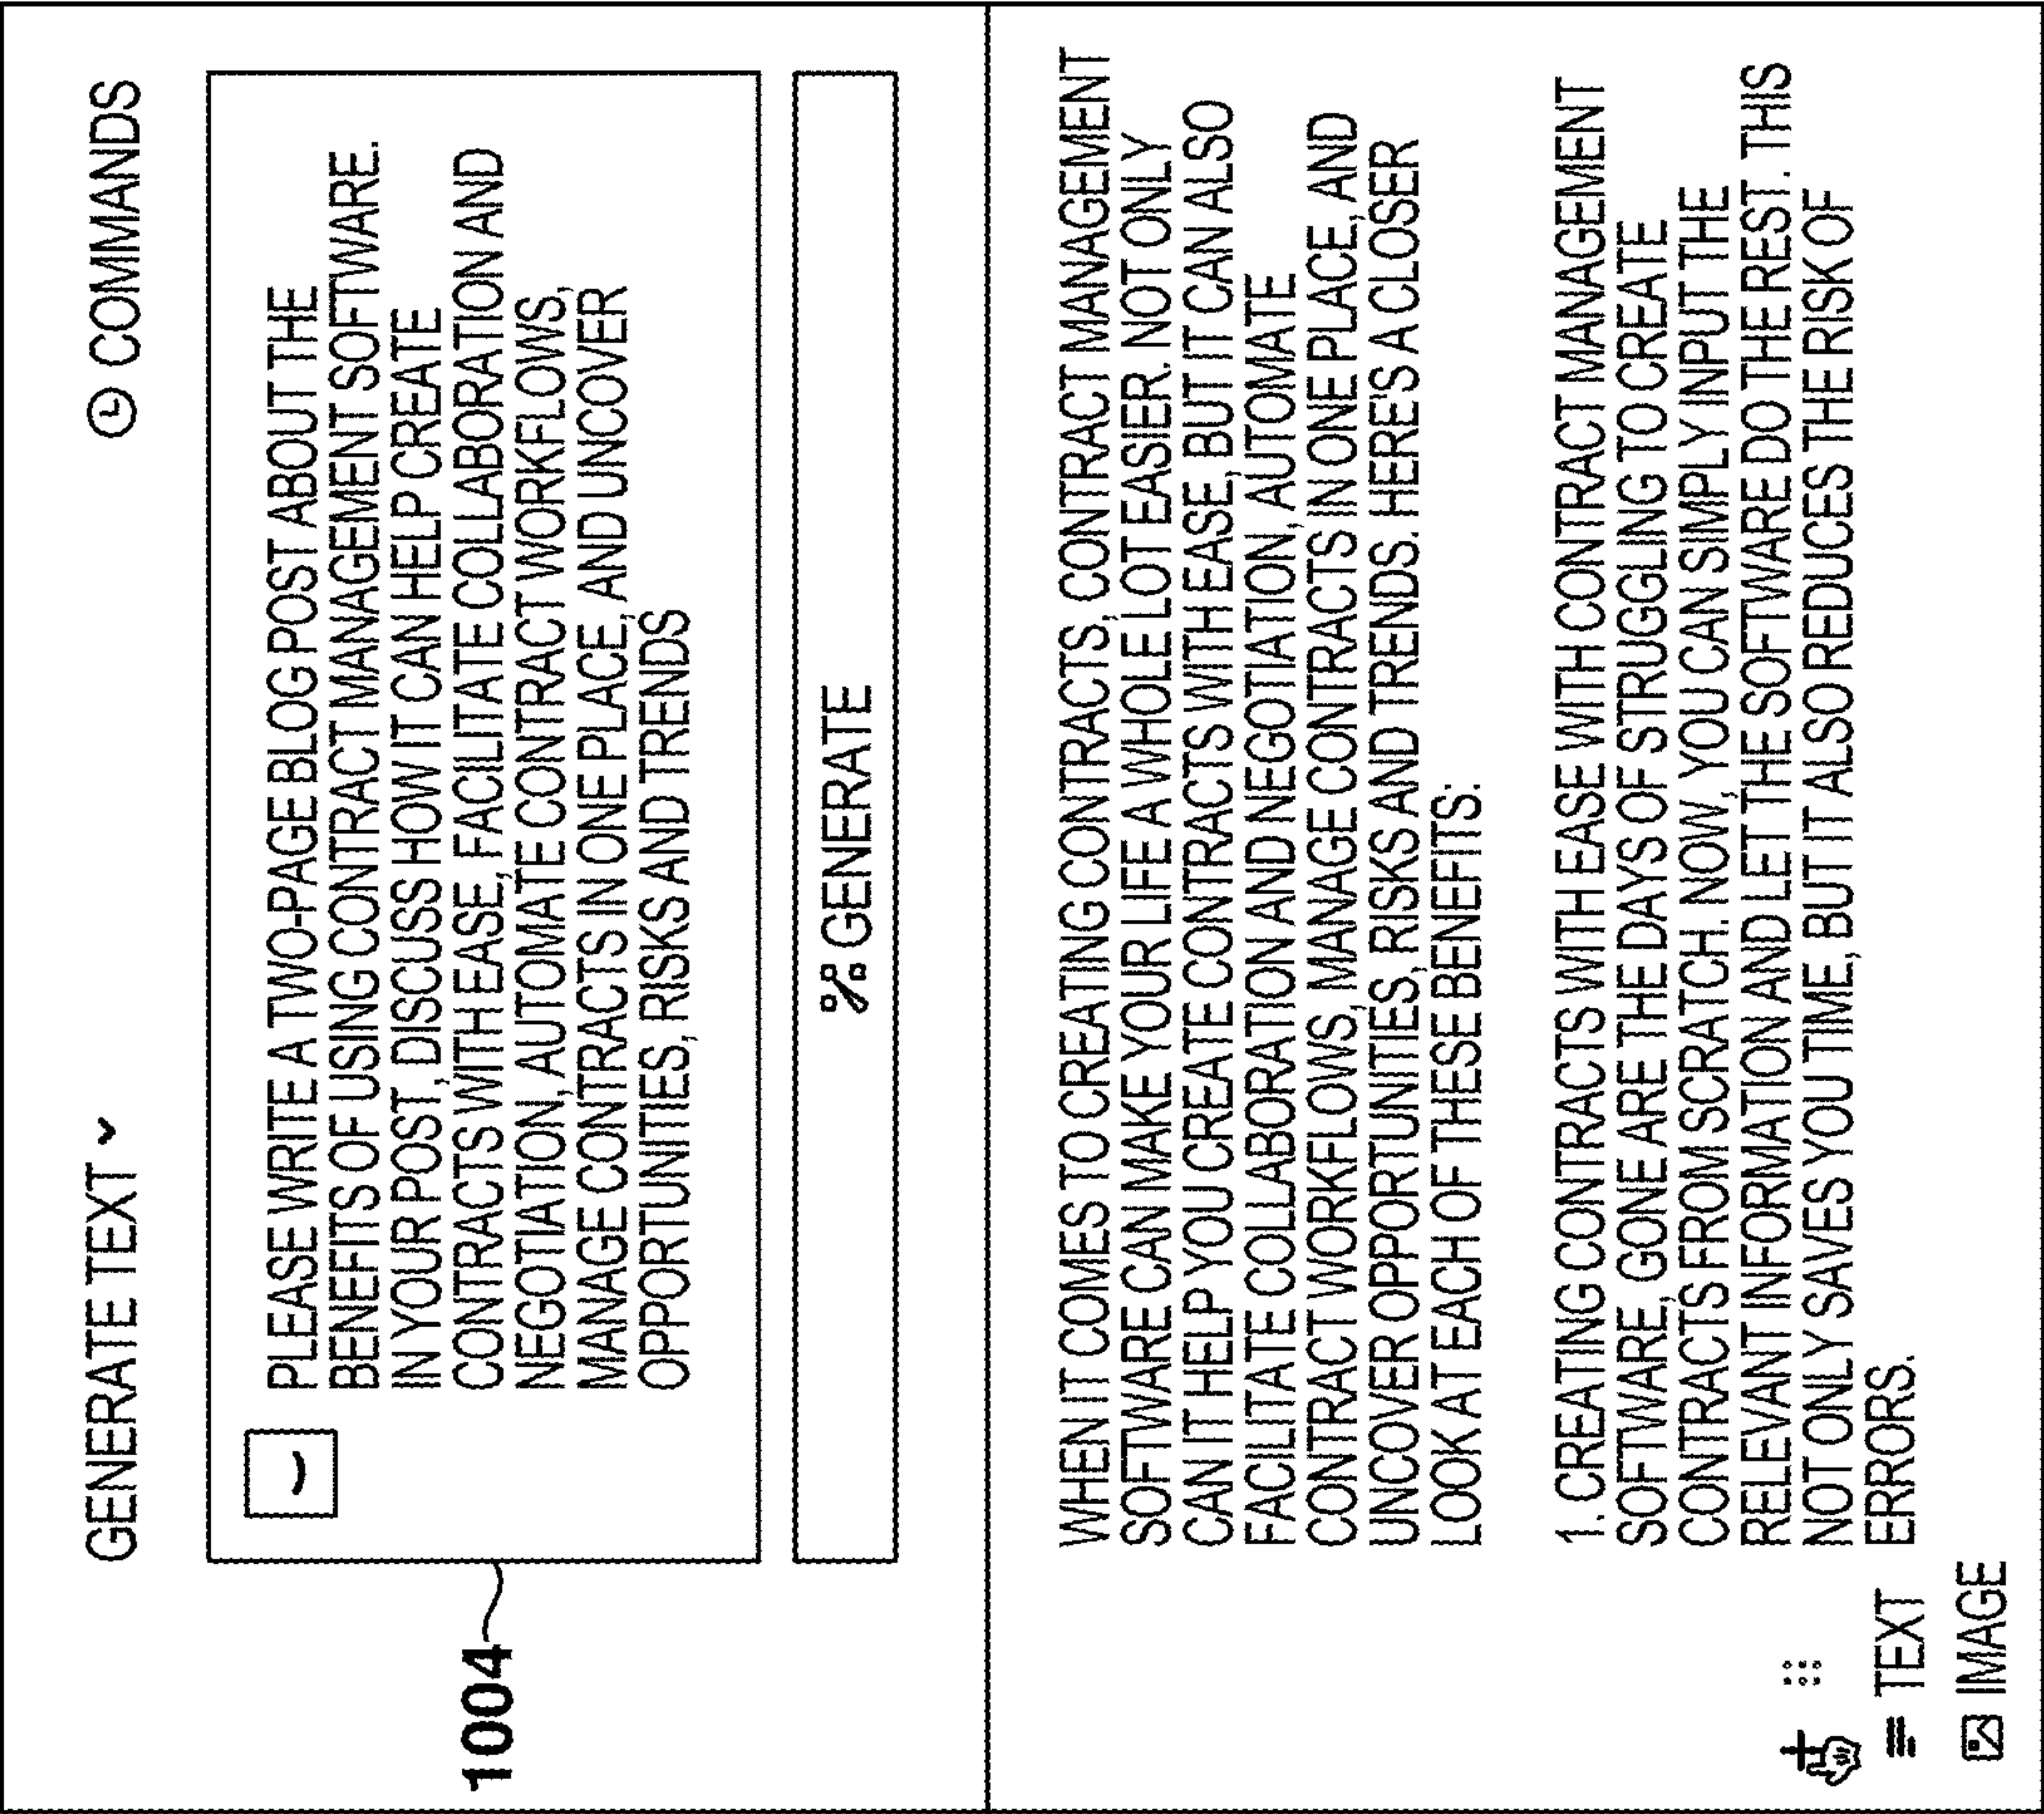 GENERATE TEXT
COMMANDS
PLEASE WRITE A TWO-PAGE BLOG POST ABOUT THE
BENEFITS OF USING CONTRACT MANAGEMENT SOFTWARE.
IN YOUR POST, DISCUSS HOW IT CAN HELP CREATE
CONTRACTS WITH EASE, FACILITATE COLLABORATION AND
NEGOTIATION, AUTOMATE CONTRACT WORKFLOWS,
MANAGE CONTRACTS IN ONE PLACE, AND UNCOVER
OPPORTUNITIES, RISKS AND TRENDS
1004
GENERATE
WHEN IT COMES TO CREATING CONTRACTS, CONTRACT MANAGEMENT
SOFTWARE CAN MAKE YOUR LIFE A WHOLE LOT EASIER. NOT ONLY
CAN IT HELP YOU CREATE CONTRACTS WITH EASE, BUT IT CAN ALSO
FACILITATE COLLABORATION AND NEGOTIATION, AUTOMATE
CONTRACT WORKFLOWS, MANAGE CONTRACTS IN ONE PLACE, AND
UNCOVER OPPORTUNITIES, RISKS AND TRENDS. HERE'S A CLOSER
LOOK AT EACH OF THESE BENEFITS:
1. CREATING CONTRACTS WITH EASE WITH CONTRACT MANAGEMENT
SOFTWARE, GONE ARE THE DAYS OF STRUGGLING TO CREATE
CONTRACTS FROM SCRATCH. NOW, YOU CAN SIMPLY INPUT THE
RELEVANT INFORMATION AND LET THE SOFTWARE DO THE REST. THIS
NOT ONLY SAVES YOU TIME, BUT IT ALSO REDUCES THE RISK OF
ERRORS.
TEXT
IMAGE